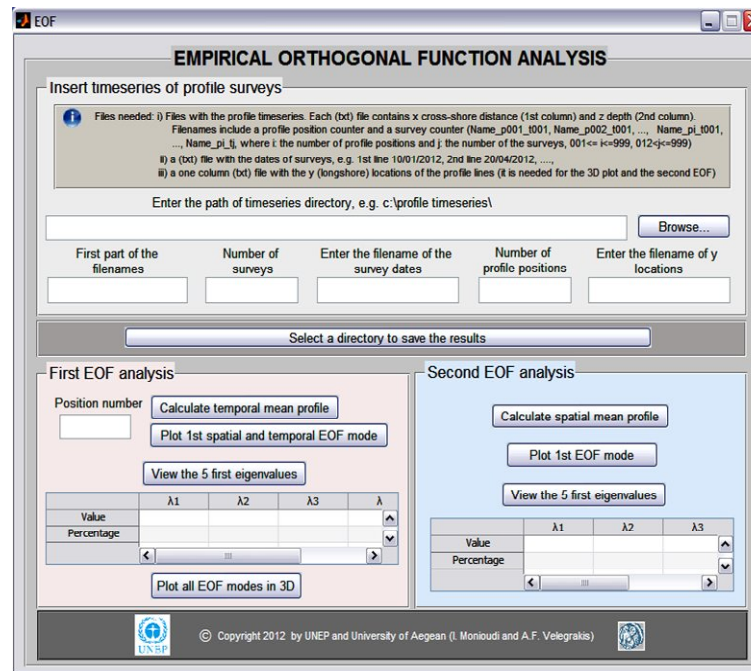 EOF
EMPIRICAL ORTHOGONAL FUNCTION ANALYSIS
Insert timeseries of profile surveys
Files needed: i) Files with the profile timeseries. Each (txt) file contains x cross-shore distance (1st column) and z depth (2nd column).
Filenames include a profile position counter and a survey counter (Name_p001_t001, Name_p002_t001, ..., Name_pi_t001,
..., Name_pi_tj, where i: the number of profile positions and j: the number of the surveys, 001<= i<=999, 012<j<=999)
ii) a (txt) file with the dates of surveys, e.g. 1st line 10/01/2012, 2nd line 20/04/2012, ....,
iii) a one column (txt) file with the y (longshore) locations of the profile lines (it is needed for the 3D plot and the second EOF)
Enter the path of timeseries directory, e.g. c:\profile timeseries\
Browse...
First part of the filenames
Number of surveys
Enter the filename of the survey dates
Number of profile positions
Enter the filename of y locations
Select a directory to save the results
First EOF analysis
Position number
Calculate temporal mean profile
Plot 1st spatial and temporal EOF mode
View the 5 first eigenvalues
λ1 λ2 λ3 λ
Value
Percentage
Plot all EOF modes in 3D
Second EOF analysis
Calculate spatial mean profile
Plot 1st EOF mode
View the 5 first eigenvalues
λ1 λ2 λ3
Value
Percentage
UNEP
© Copyright 2012 by UNEP and University of Aegean (I. Monioudi and A.F. Velegrakis)